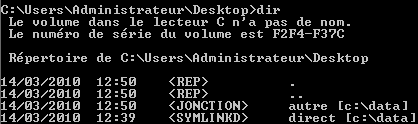 C:\Users\Administrateur\Desktop>dir
Le volume dans le lecteur C n'a pas de nom.
Le numéro de série du volume est F2F4-F37C
Répertoire de C:\Users\Administrateur\Desktop
14/03/2010 12:50 <REP> .
14/03/2010 12:50 <REP> ..
14/03/2010 12:50 <JONCTION> autre [c:\data]
14/03/2010 12:39 <SYMLINKD> direct [c:\data]